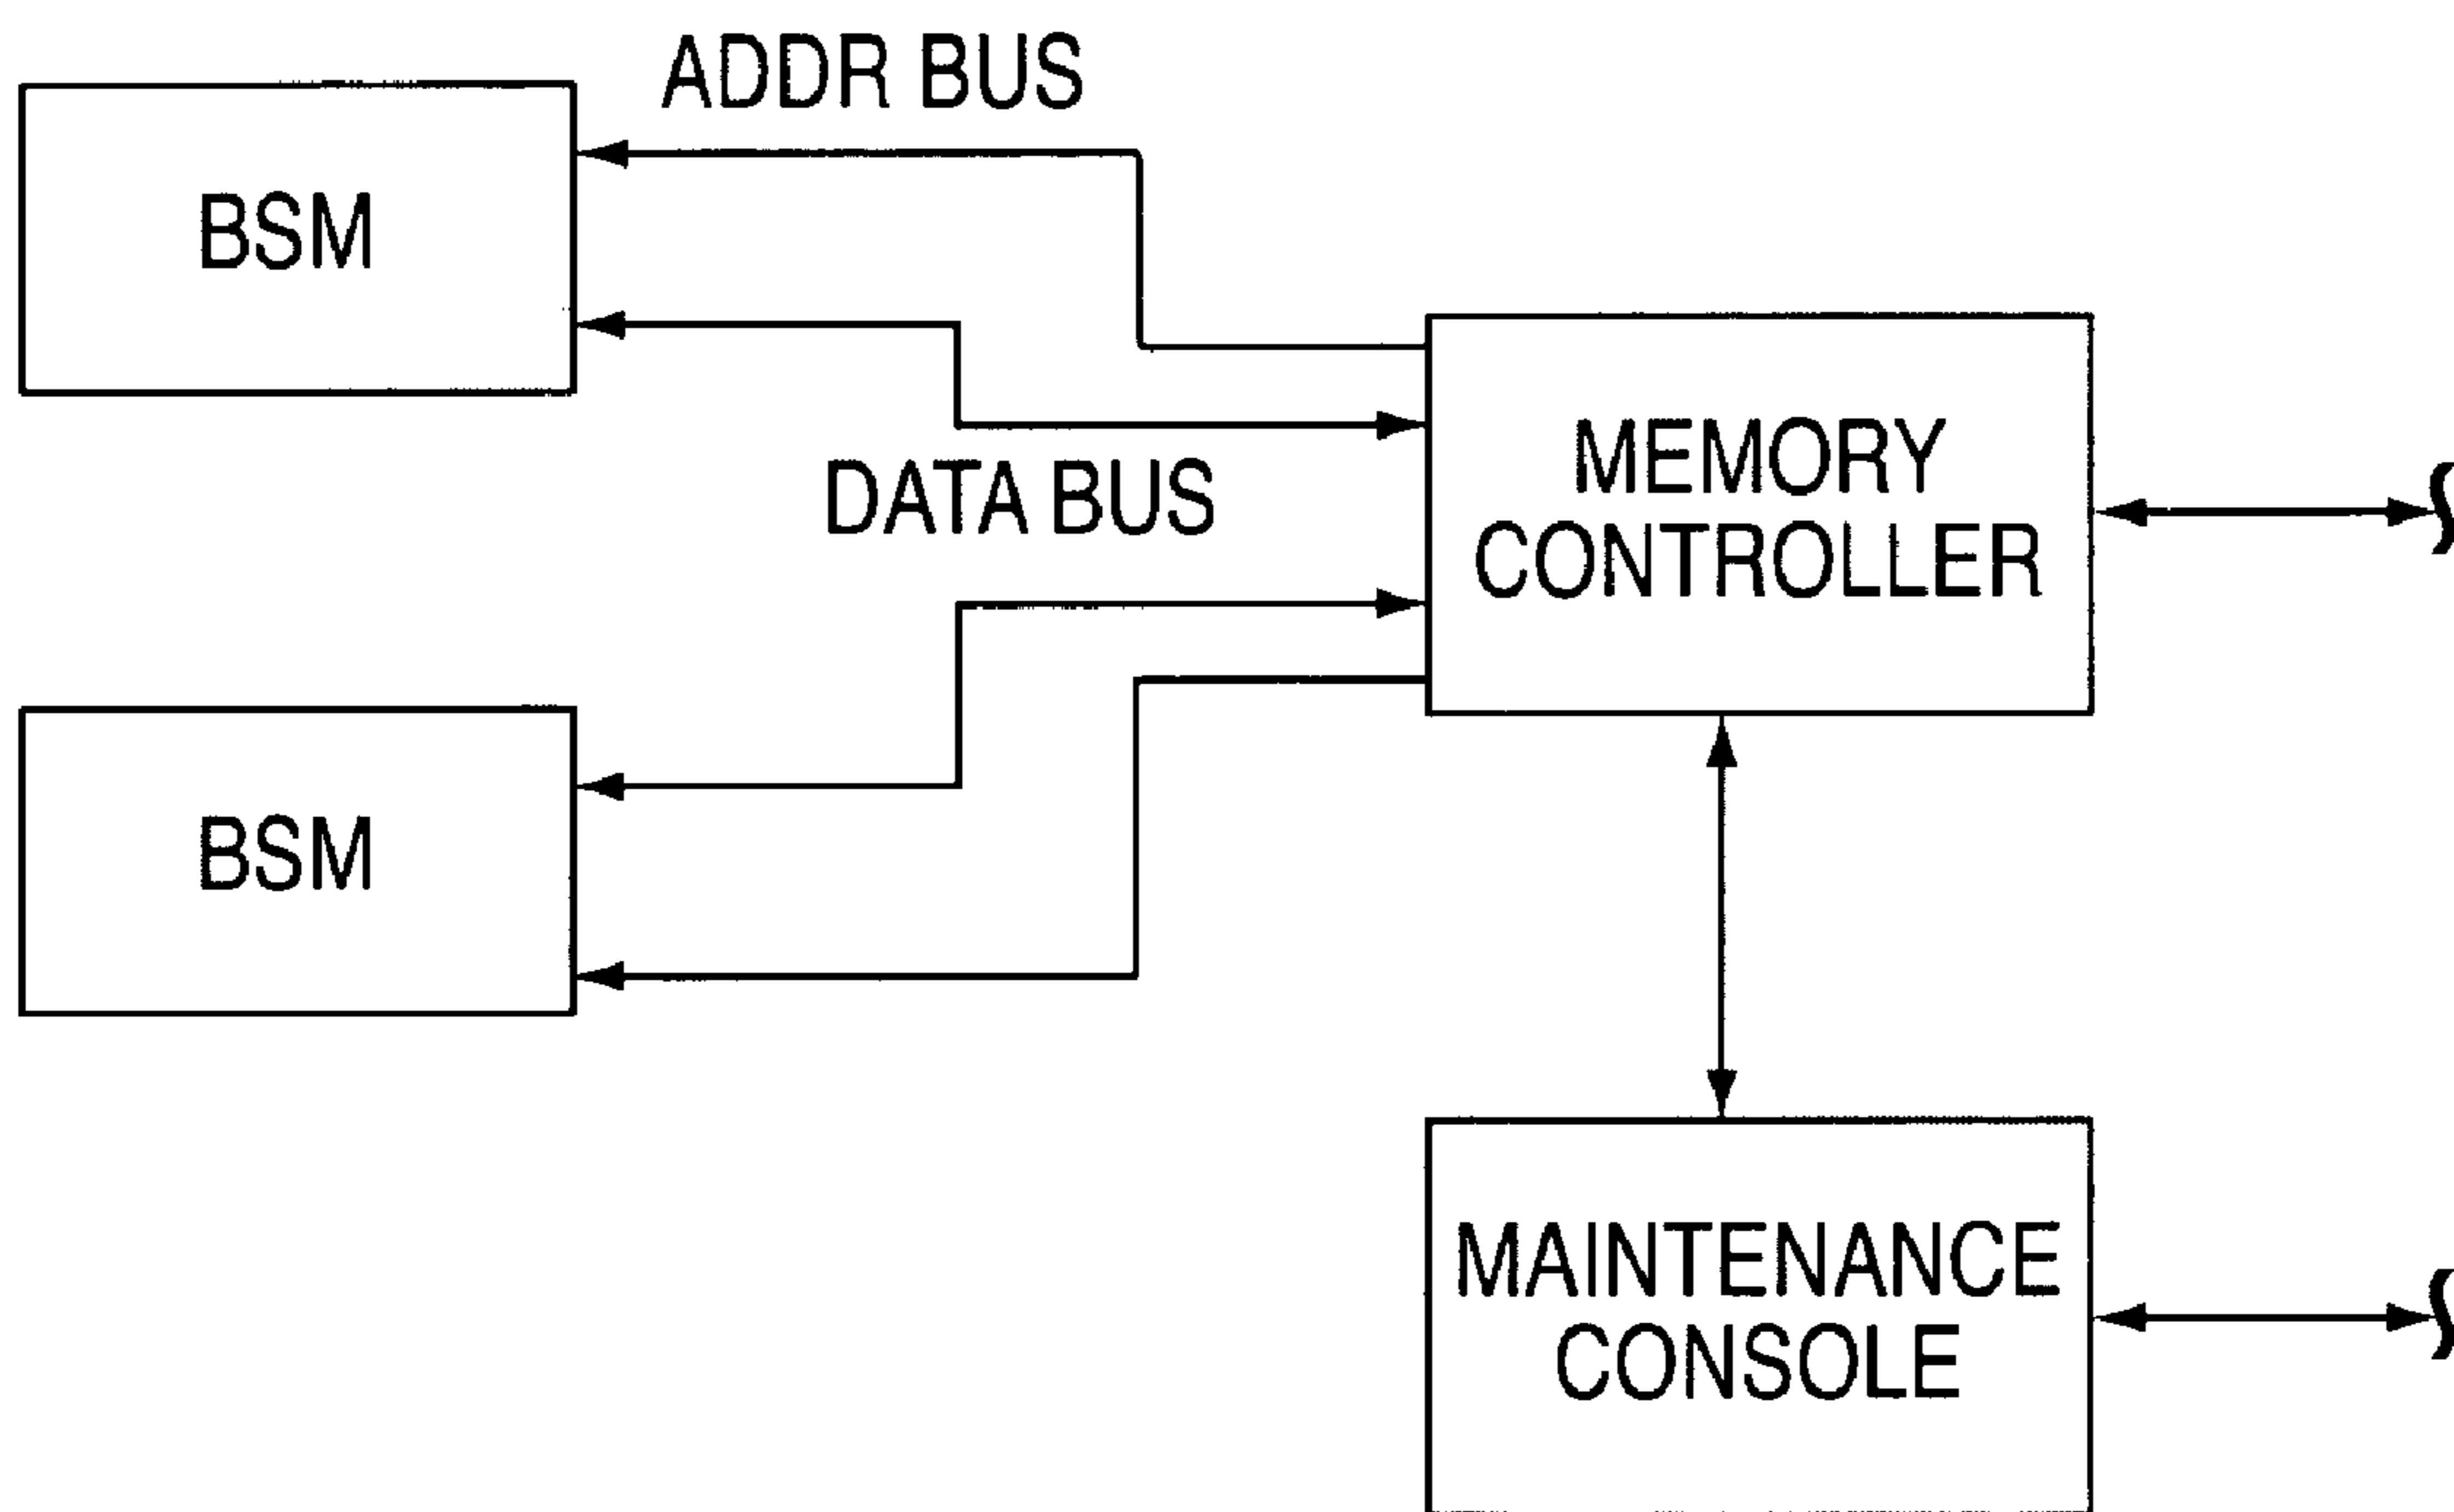 ADDR BUS
BSM
DATA BUS
MEMORY
CONTROLLER
BSM
MAINTENANCE
CONSOLE